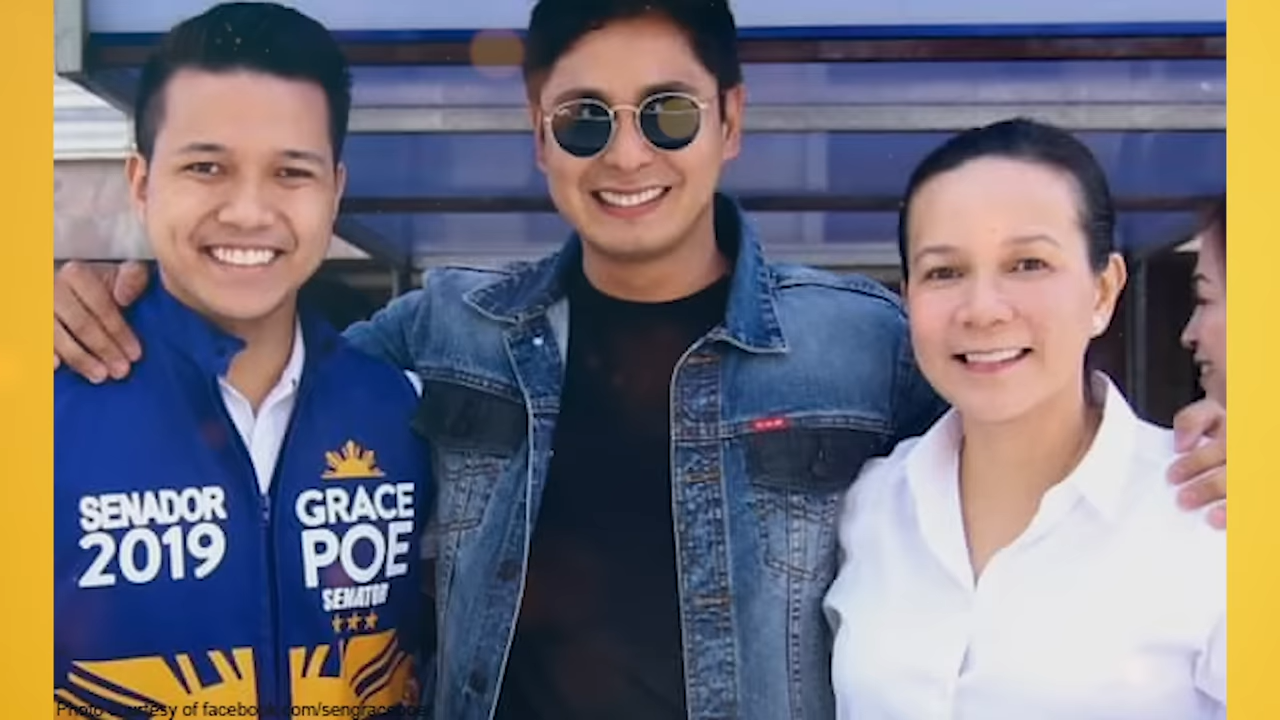 SENADOR
2019
GRACE
POE
SENATOR
Photo courtesy of facebook.com/sengracepoe